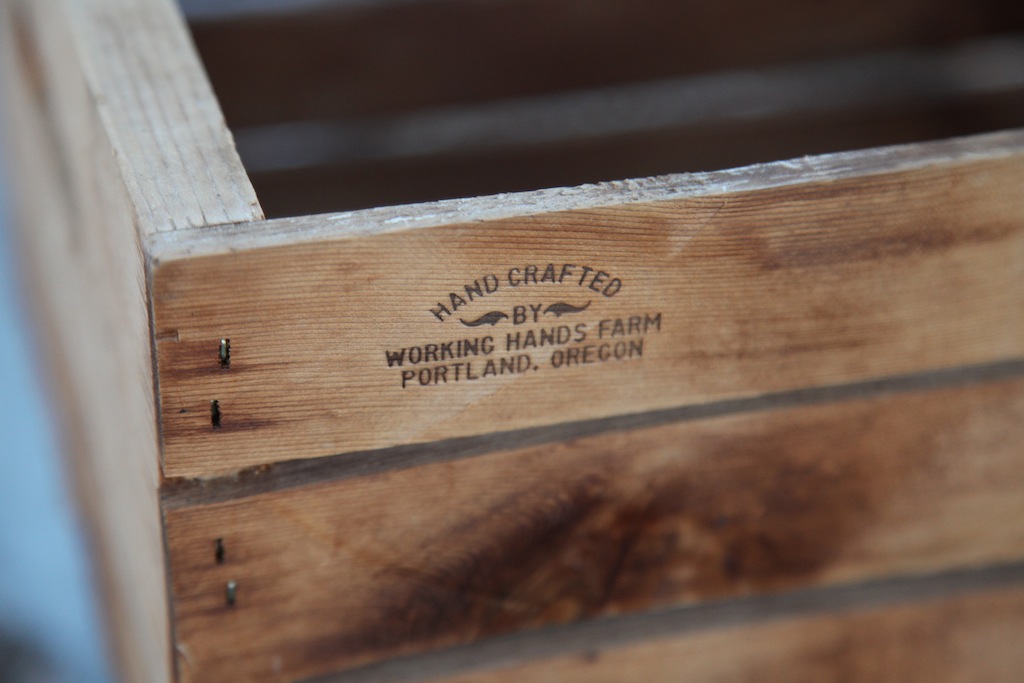 HAND CRAFTED
BY
WORKING HANDS FARM
PORTLAND, OREGON